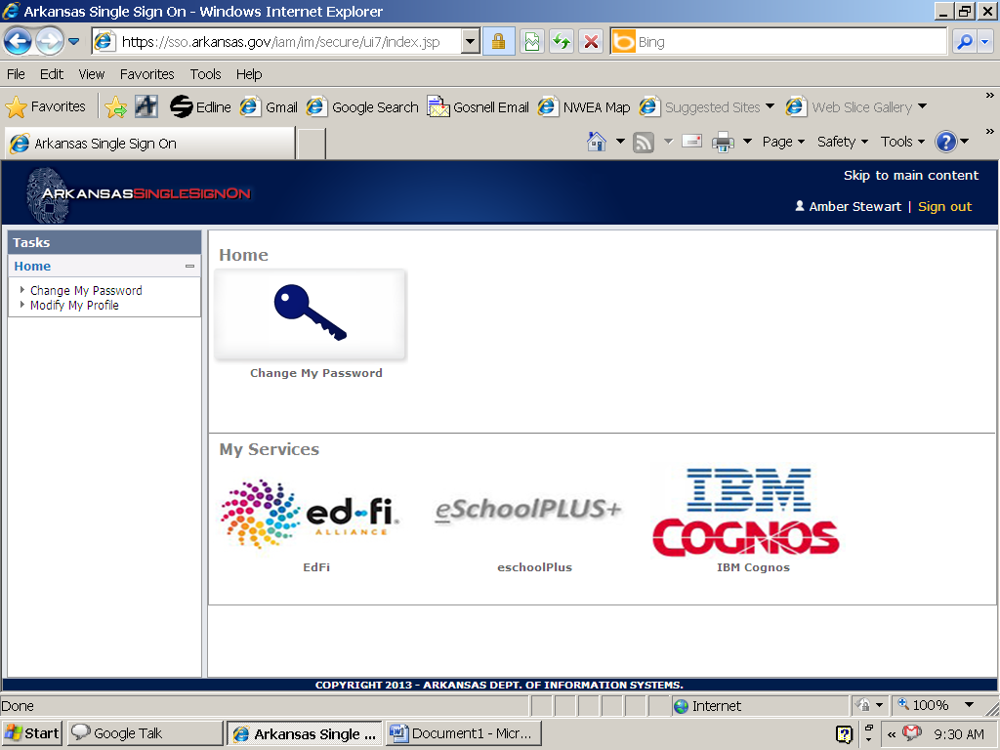 Arkansas Single Sign On - Windows Internet Explorer
https://sso.arkansas.gov/iam/im/secure/ui7/index.jsp
Bing
File Edit View Favorites Tools Help
Favorites Edline Gmail Google Search Gosnell Email NWEA Map Suggested Sites Web Slice Gallery »
Arkansas Single Sign On Page Safety Tools »
Skip to main content
ARKANSASSINGLESIGNON
Amber Stewart | Sign out
Tasks
Home
Change My Password
Modify My Profile
Home
Change My Password
My Services
ed-fi
ALLIANCE
EdFi
eSchoolPLUS+
eschoolPlus
IBM
COGNOS
IBM Cognos
COPYRIGHT 2013 - ARKANSAS DEPT. OF INFORMATION SYSTEMS.
Done Internet 100%
Start Google Talk Arkansas Single ... Document1 - Micr... « 9:30 AM